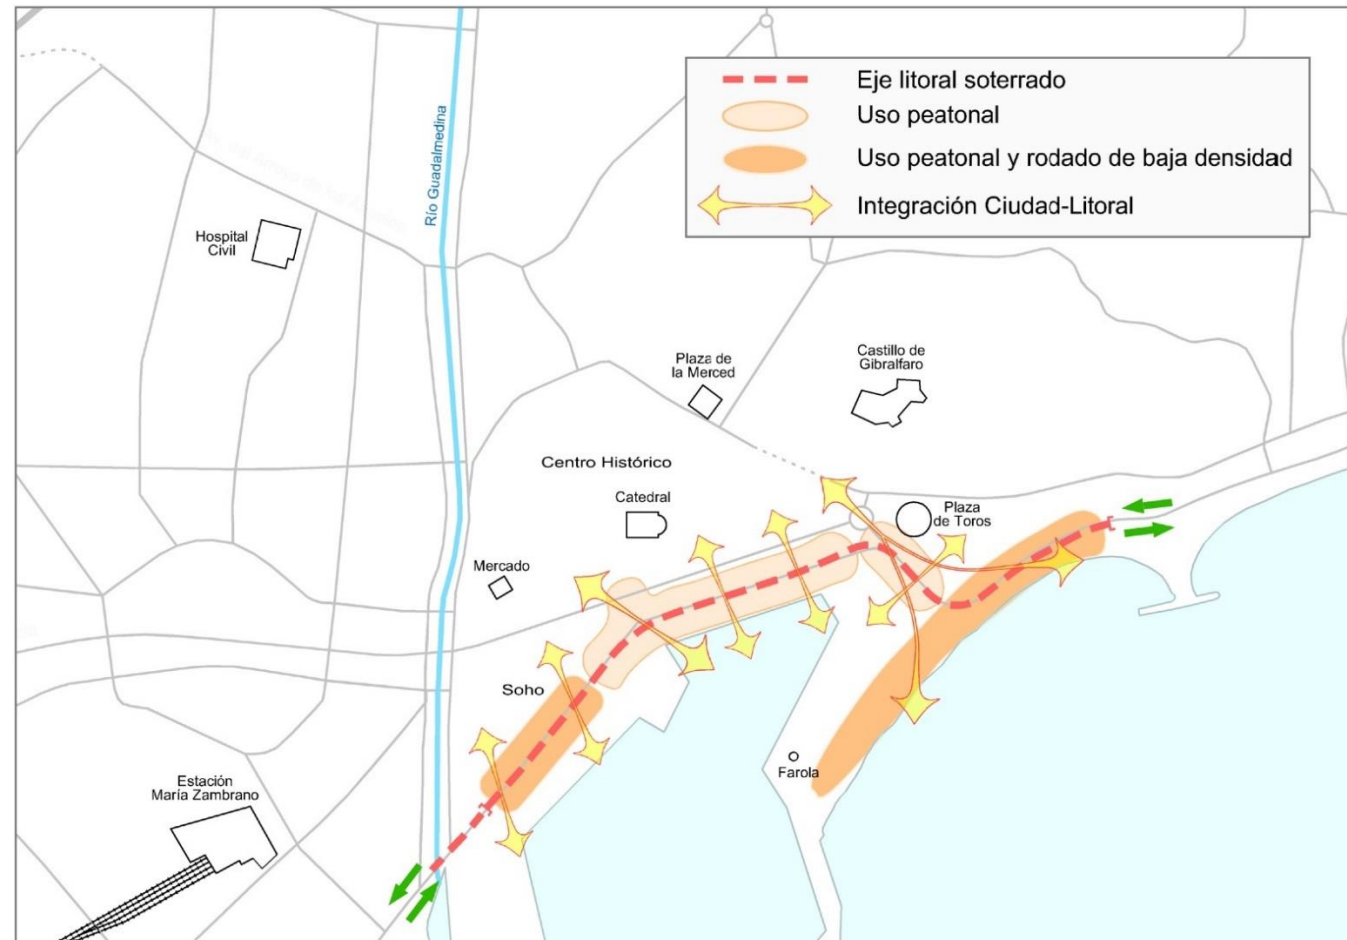 Eje litoral soterrado
Uso peatonal
Uso peatonal y rodado de baja densidad
Integración Ciudad-Litoral
Río Guadalmedina
Hospital
Civil
Plaza de
la Merced
Castillo de
Gibralfaro
Centro Histórico
Catedral
Plaza
de Toros
Mercado
Soho
Farola
Estación
María Zambrano